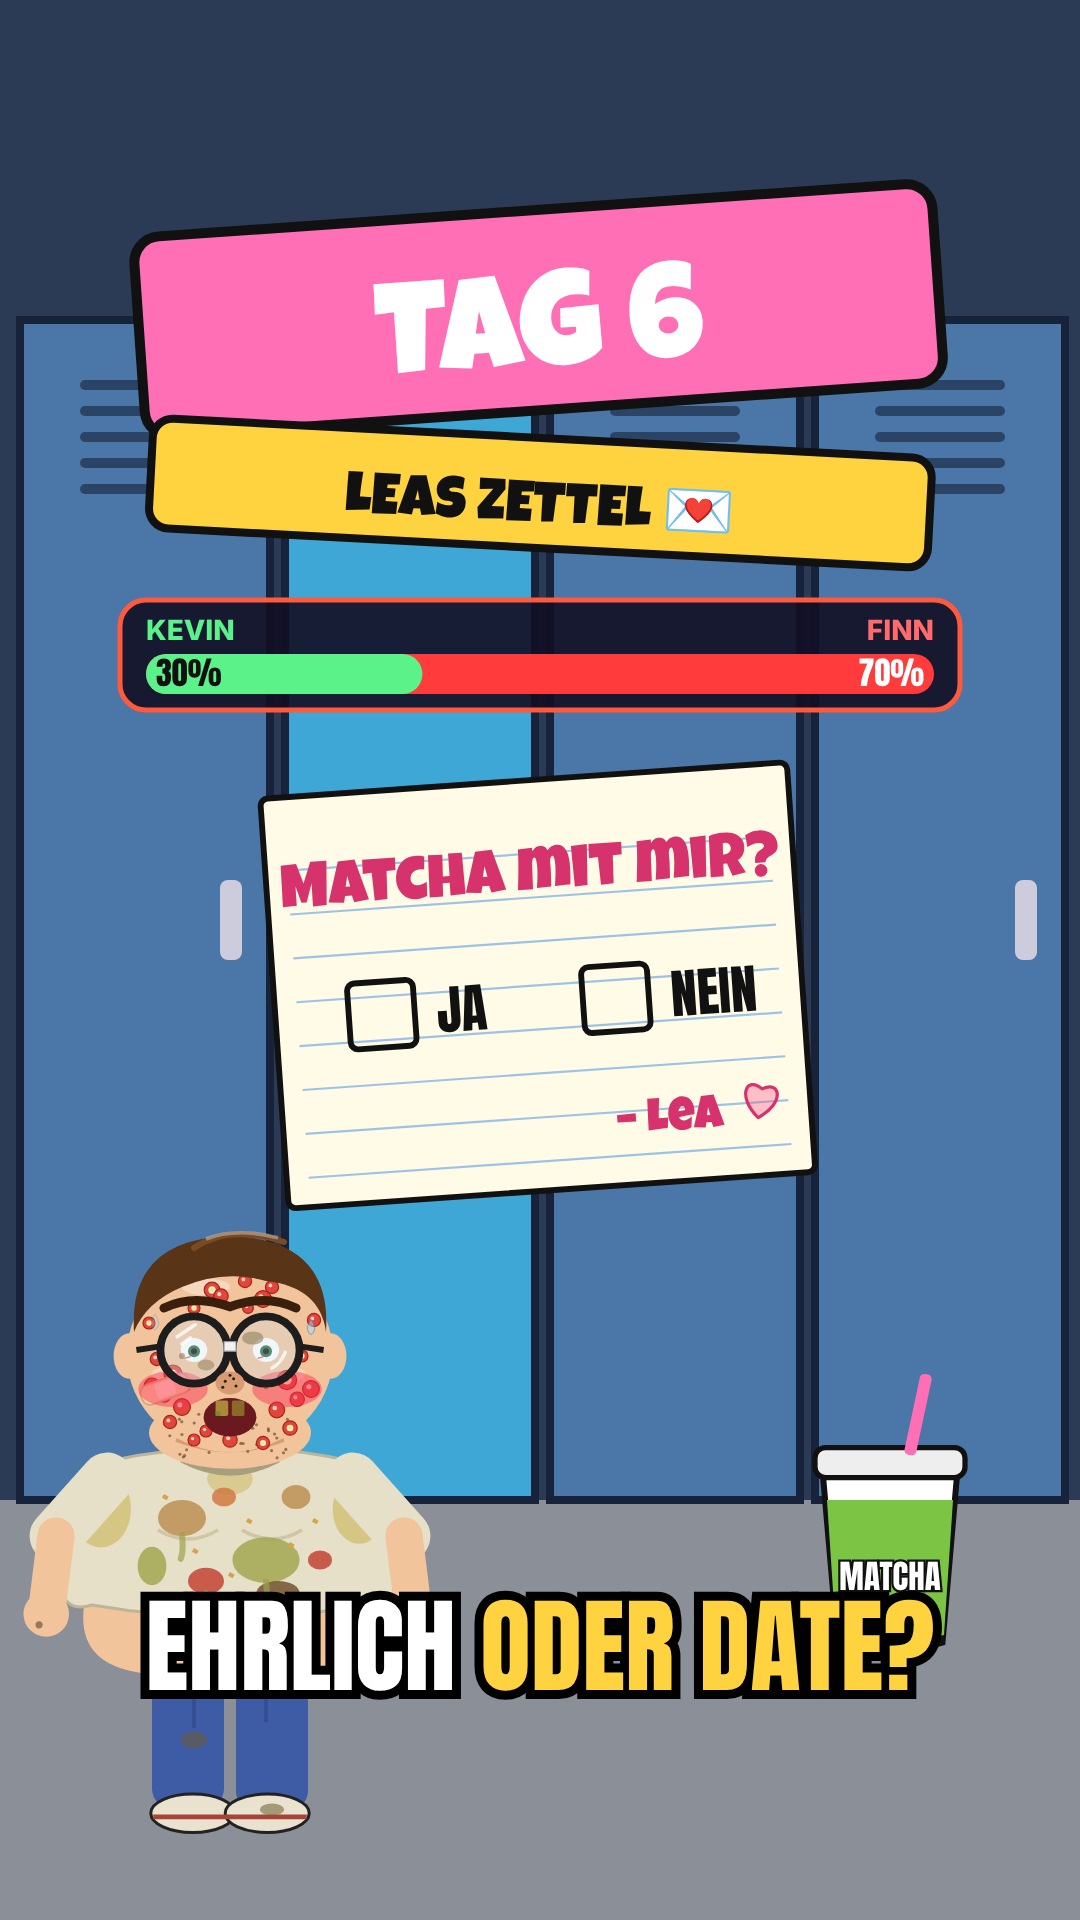 TAG 6
LEAS ZETTEL 💌
KEVIN FINN
30% 70%
MATCHA MIT MIR?
JA NEIN
- LEA
MATCHA
EHRLICH ODER DATE?